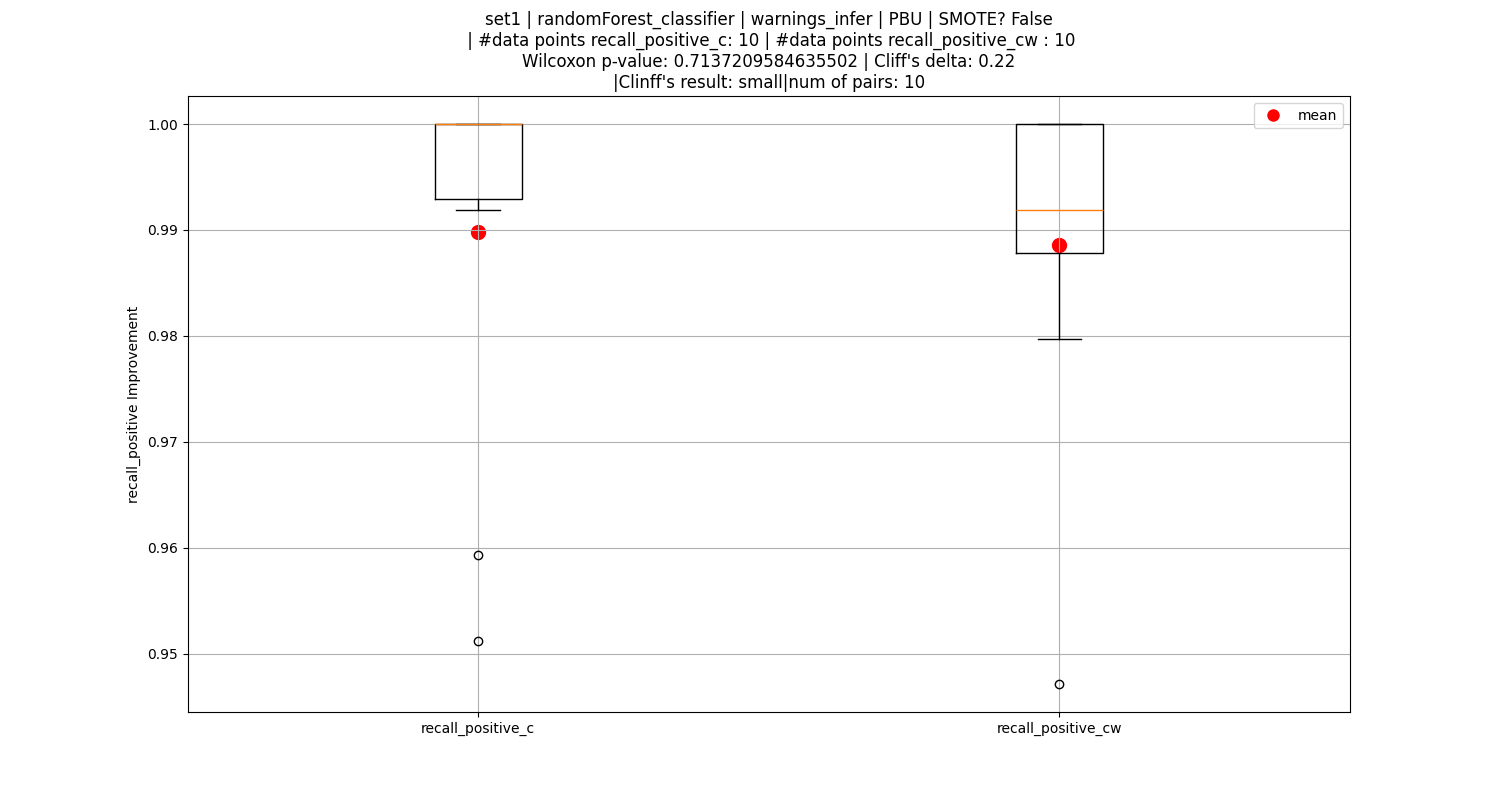 set1 | randomForest_classifier | warnings_infer | PBU | SMOTE? False
| #data points recall_positive_c: 10 | #data points recall_positive_cw : 10
Wilcoxon p-value: 0.7137209584635502 | Cliff's delta: 0.22
|Clinff's result: small|num of pairs: 10
mean
1.00
0.99
0.98
0.97
0.96
0.95
recall_positive Improvement
recall_positive_c
recall_positive_cw